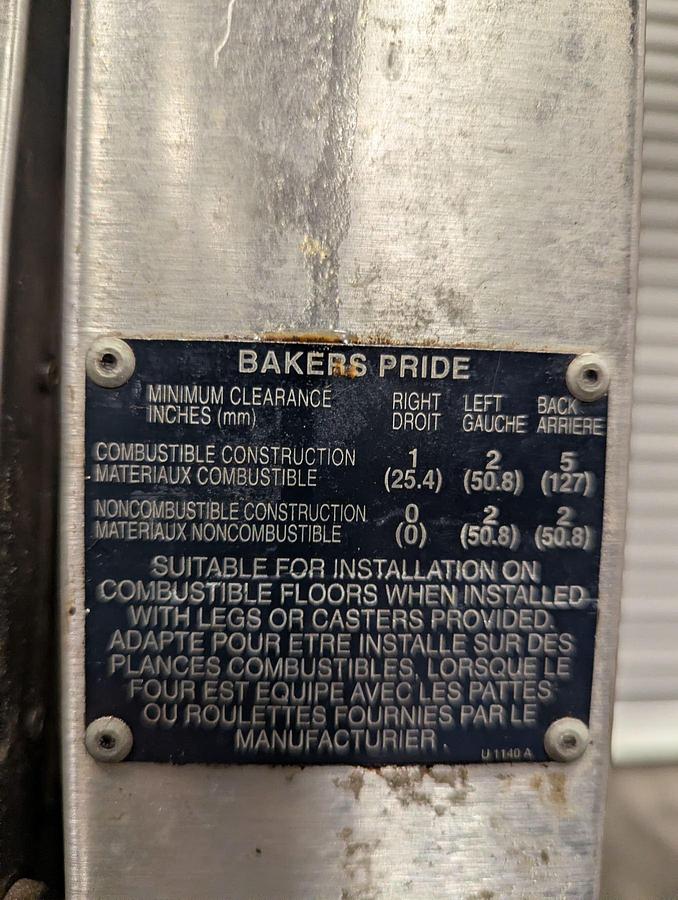 BAKERS PRIDE
MINIMUM CLEARANCE RIGHT LEFT BACK
INCHES (mm) DROIT GAUCHE ARRIERE
COMBUSTIBLE CONSTRUCTION 1 2 5
MATERIAUX COMBUSTIBLE (25.4) (50.8) (127)
NONCOMBUSTIBLE CONSTRUCTION 0 2 2
MATERIAUX NONCOMBUSTIBLE (0) (50.8) (50.8)
SUITABLE FOR INSTALLATION ON
COMBUSTIBLE FLOORS WHEN INSTALLED
WITH LEGS OR CASTERS PROVIDED.
ADAPTE POUR ETRE INSTALLE SUR DES
PLANCES COMBUSTIBLES, LORSQUE LE
FOUR EST EQUIPE AVEC LES PATTES
OU ROULETTES FOURNIES PAR LE
MANUFACTURIER.
U 1140 A